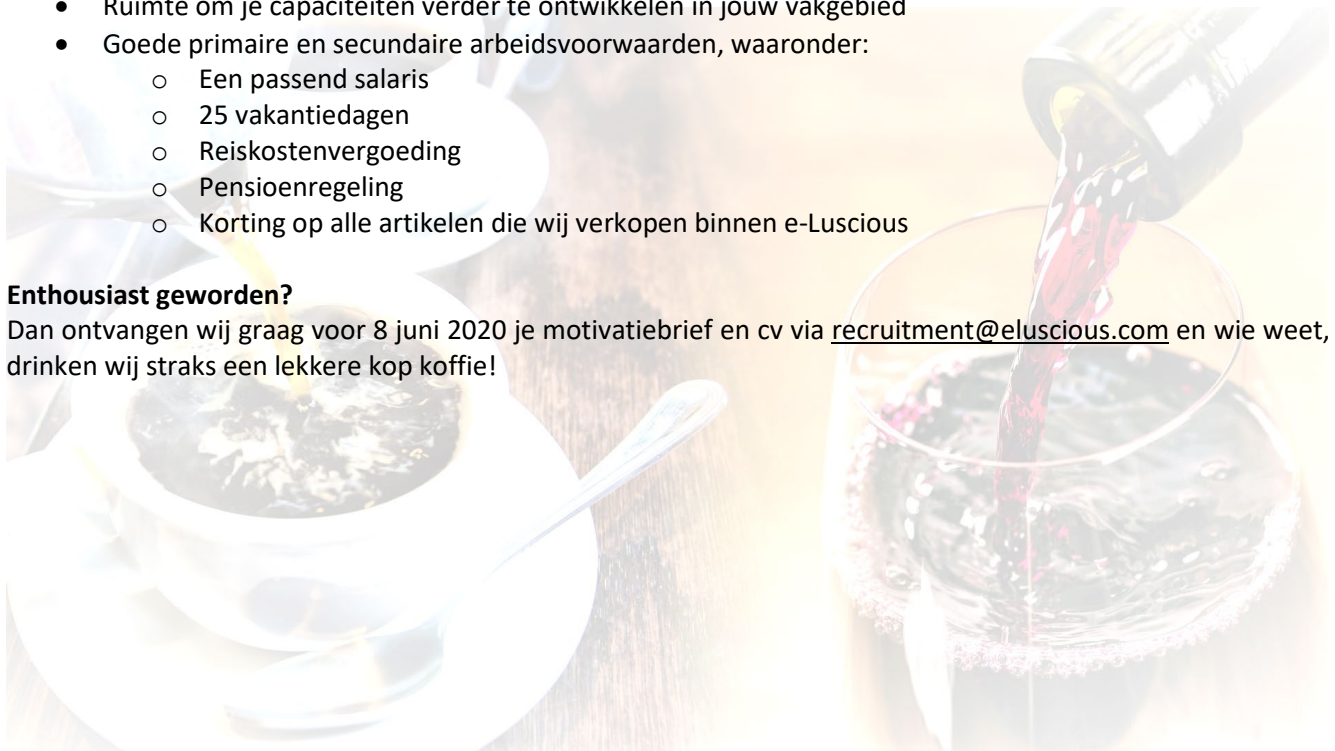 • Ruimte om je capaciteiten verder te ontwikkelen in jouw vakgebied
• Goede primaire en secundaire arbeidsvoorwaarden, waaronder:
o Een passend salaris
o 25 vakantiedagen
o Reiskostenvergoeding
o Pensioenregeling
o Korting op alle artikelen die wij verkopen binnen e-Luscious
Enthousiast geworden?
Dan ontvangen wij graag voor 8 juni 2020 je motivatiebrief en cv via recruitment@eluscious.com en wie weet,
drinken wij straks een lekkere kop koffie!